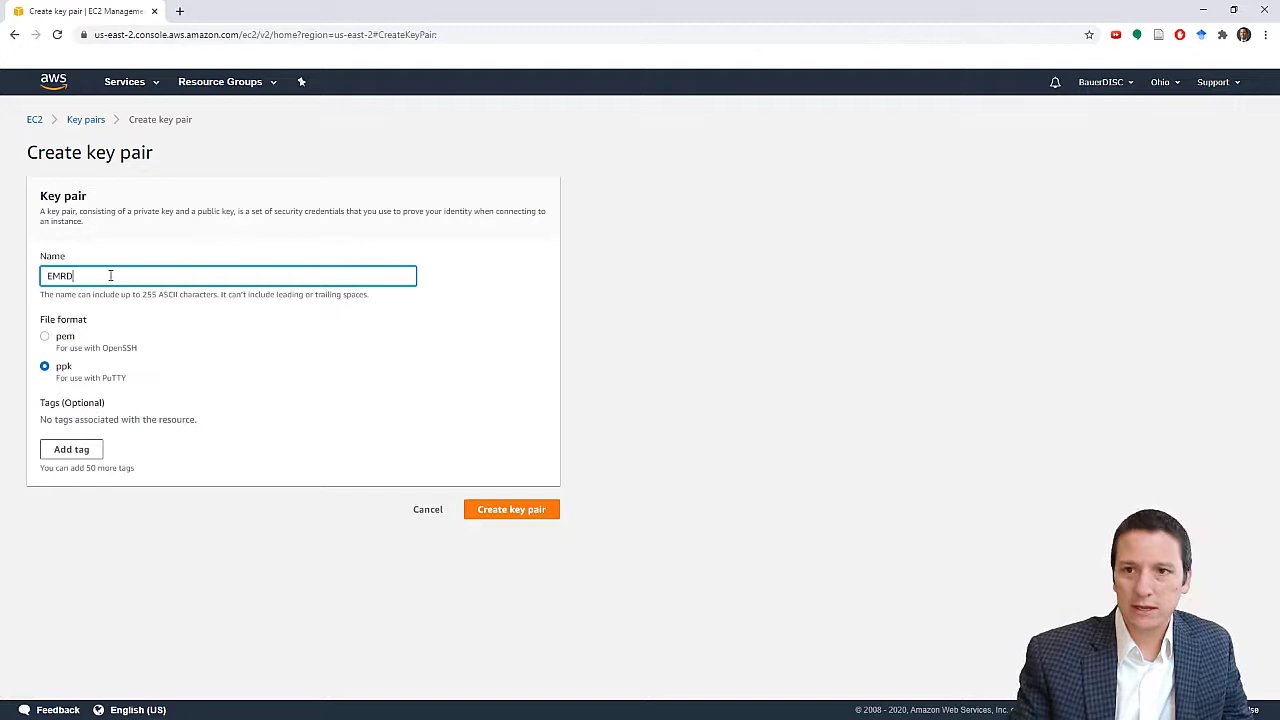 Create key pair | EC2 Manageme
us-east-2.console.aws.amazon.com/ec2/v2/home?region=us-east-2#CreateKeyPair:
aws
Services
Resource Groups
BauerDISC
Ohio
Support
EC2 > Key pairs > Create key pair
Create key pair
Key pair
A key pair, consisting of a private key and a public key, is a set of security credentials that you use to prove your identity when connecting to
an instance.
Name
EMRD
The name can include up to 255 ASCII characters. It can't include leading or trailing spaces.
File format
pem
For use with OpenSSH
ppk
For use with PuTTY
Tags (Optional)
No tags associated with the resource.
Add tag
You can add 50 more tags
Cancel
Create key pair
Feedback
English (US)
© 2008 - 2020, Amazon Web Services, Inc.